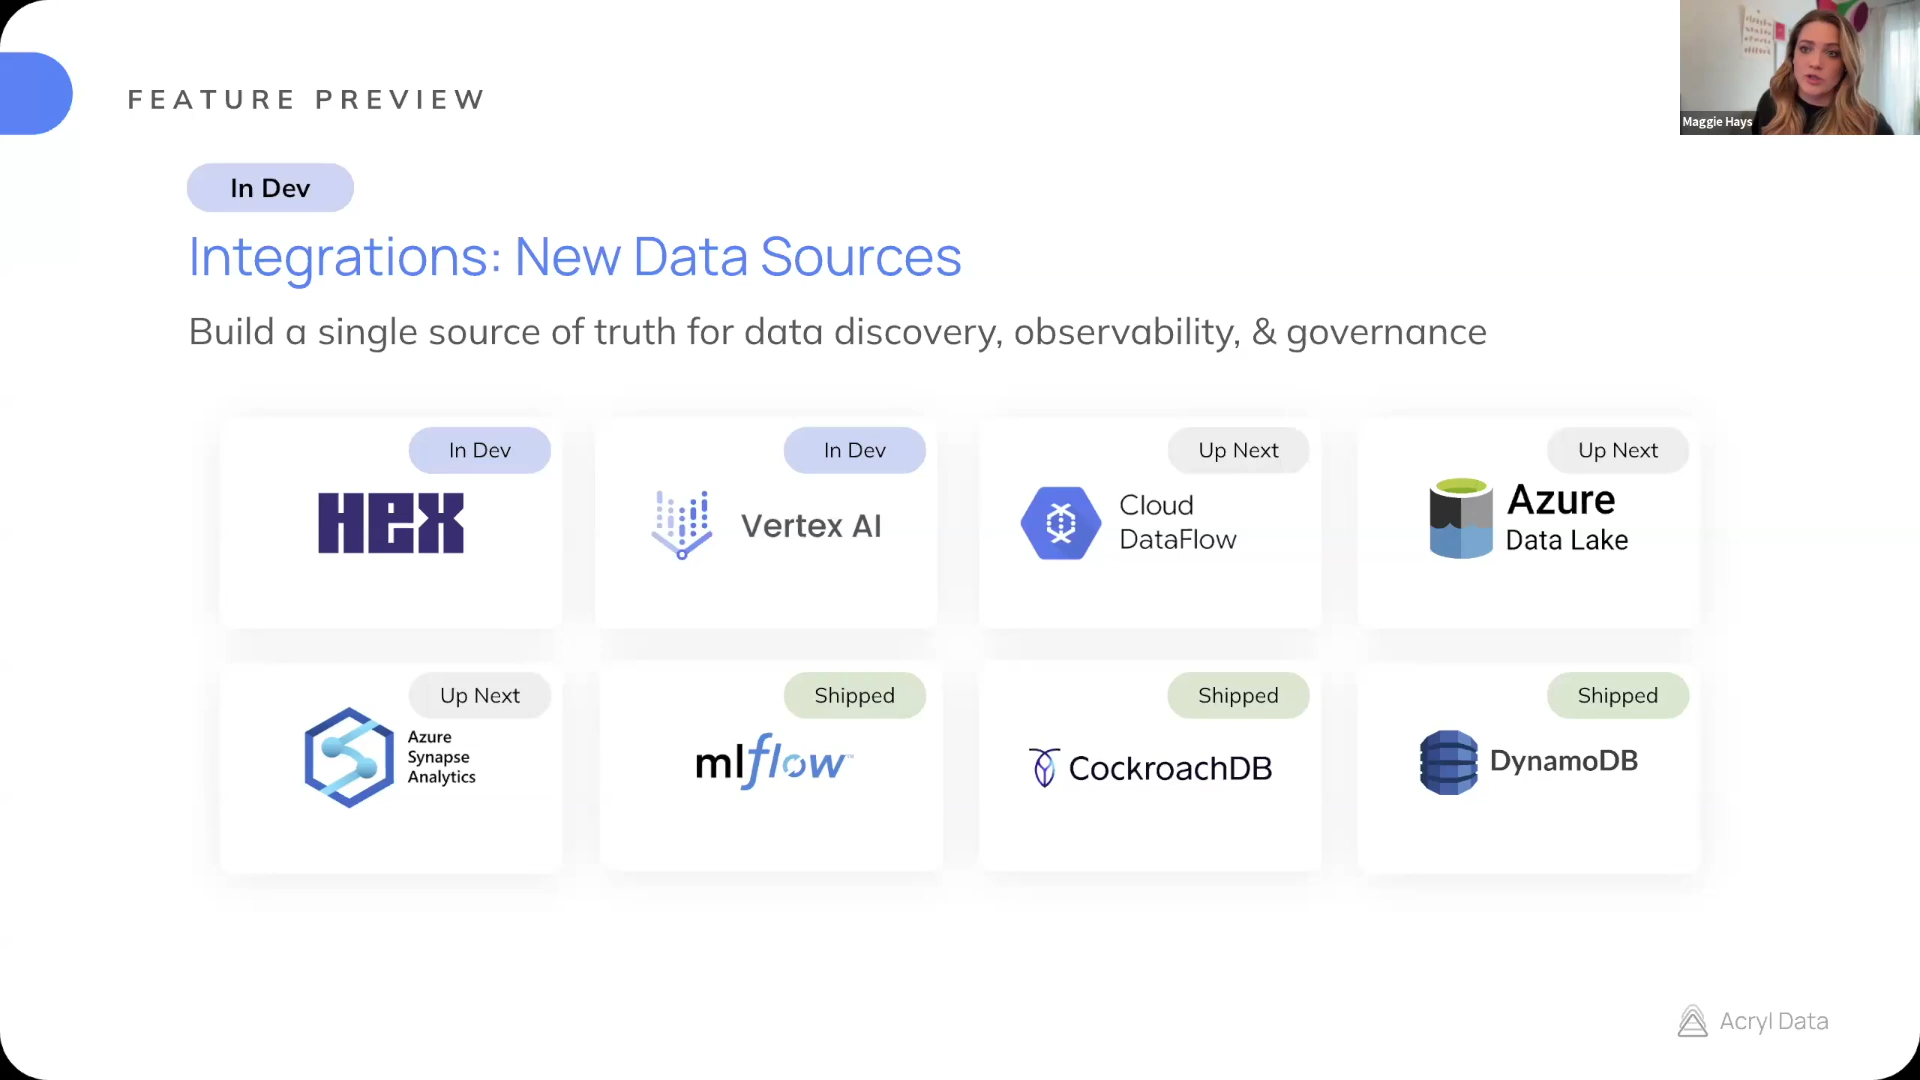 FEATURE PREVIEW
Maggie Hays
In Dev
Integrations: New Data Sources
Build a single source of truth for data discovery, observability, & governance
In Dev
HEX
In Dev
Vertex AI
Up Next
Cloud
DataFlow
Up Next
Azure
Data Lake
Up Next
Azure
Synapse
Analytics
Shipped
mlflow™
Shipped
CockroachDB
Shipped
DynamoDB
Acryl Data